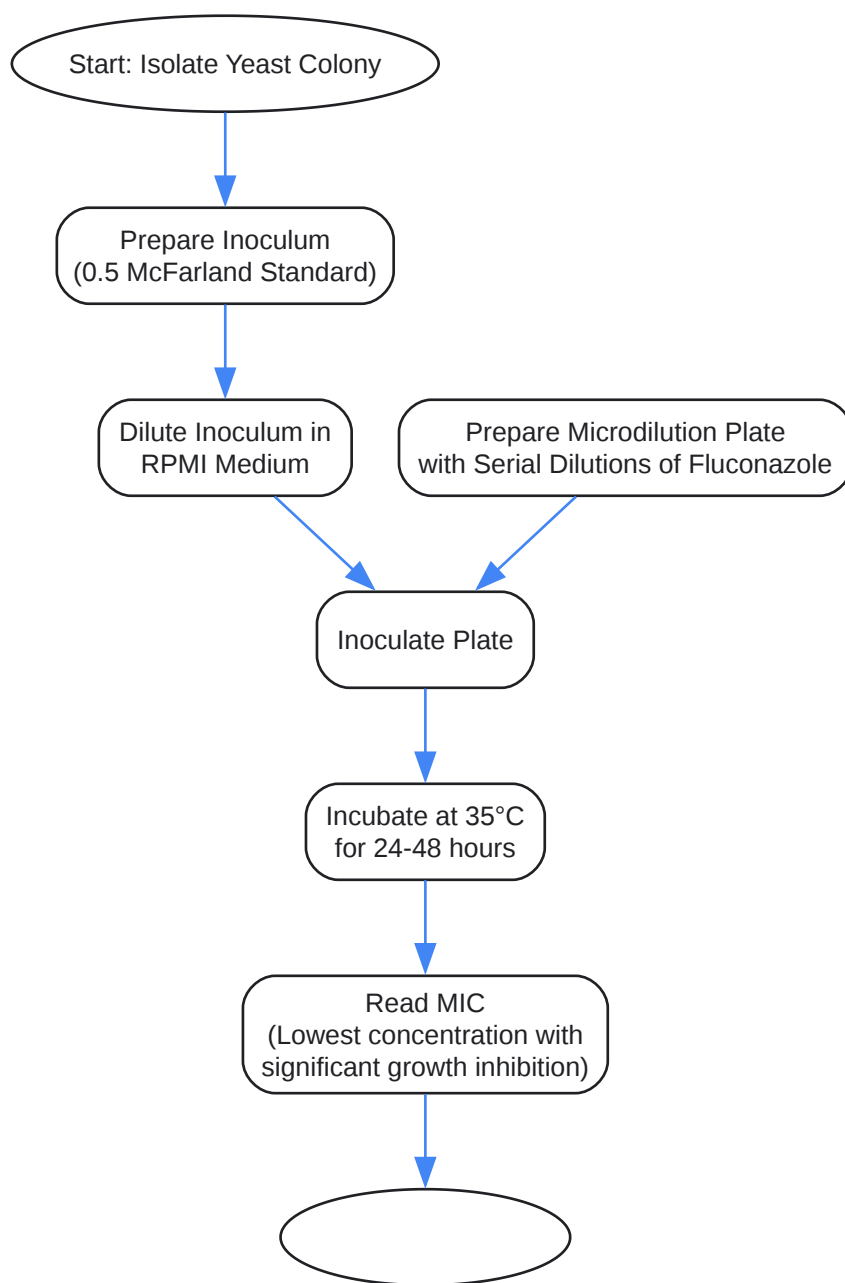 Start: Isolate Yeast Colony
Prepare Inoculum
(0.5 McFarland Standard)
Dilute Inoculum in
RPMI Medium
Prepare Microdilution Plate
with Serial Dilutions of Fluconazole
Inoculate Plate
Incubate at 35°C
for 24-48 hours
Read MIC
(Lowest concentration with
significant growth inhibition)